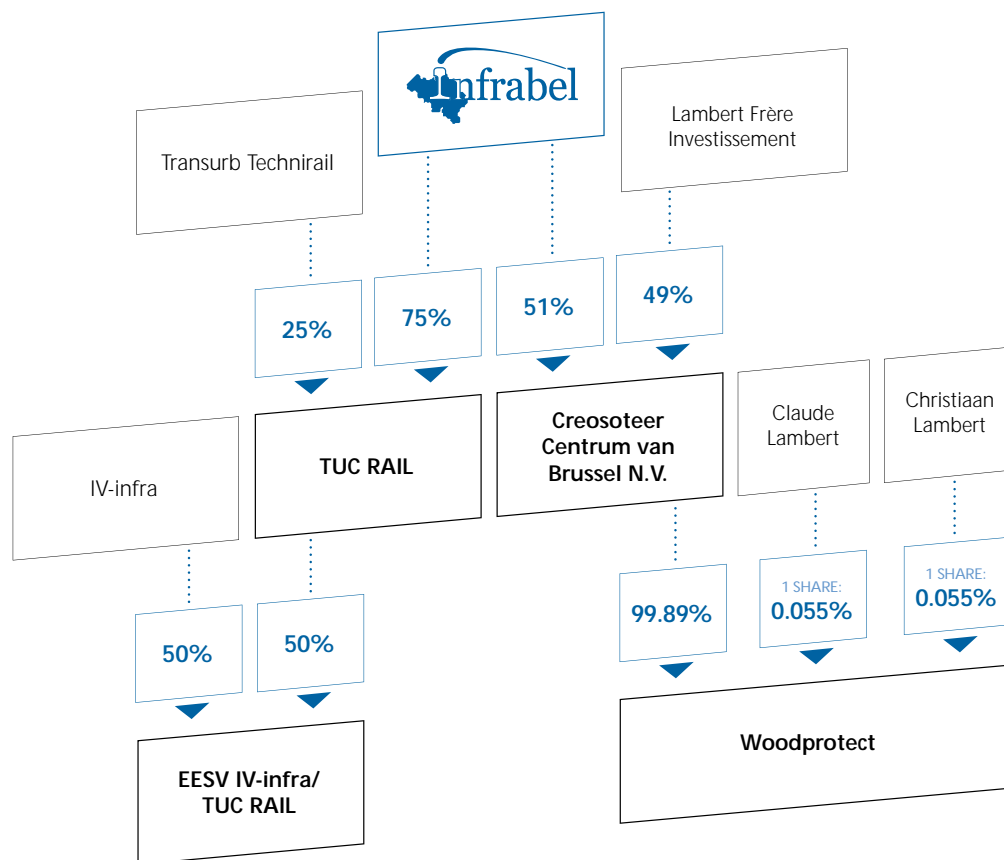 Infrabel
Transurb Technirail
Lambert Frère
Investissement
25%
75%
51%
49%
IV-infra
TUC RAIL
Creosoteer
Centrum van
Brussel N.V.
Claude
Lambert
Christiaan
Lambert
50%
50%
99.89%
1 SHARE:
0.055%
1 SHARE:
0.055%
EESV IV-infra/
TUC RAIL
Woodprotect